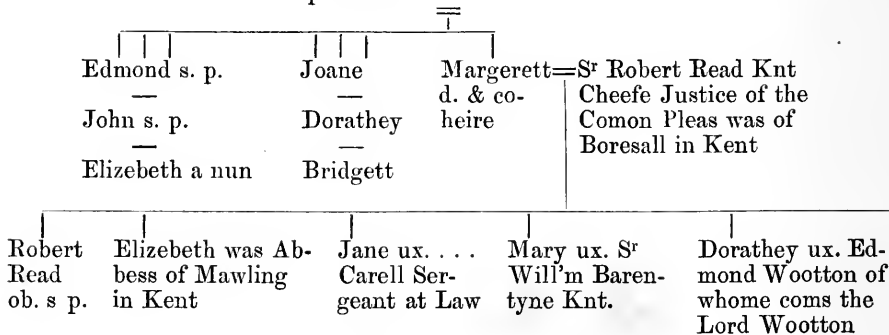 Edmond s. p.
—
John s. p.
—
Elizebeth a nun
Joane
—
Dorathey
—
Bridgett
Margerett=Sʳ Robert Read Knt
d. & co-
heire
Cheefe Justice of the
Comon Pleas was of
Boresall in Kent
Robert
Read
ob. s p.
Elizebeth was Ab-
bess of Mawling
in Kent
Jane ux. . . . .
Carell Ser-
geant at Law
Mary ux. Sʳ
Will'm Baren-
tyne Knt.
Dorathey ux. Ed-
mond Wootton of
whome coms the
Lord Wootton